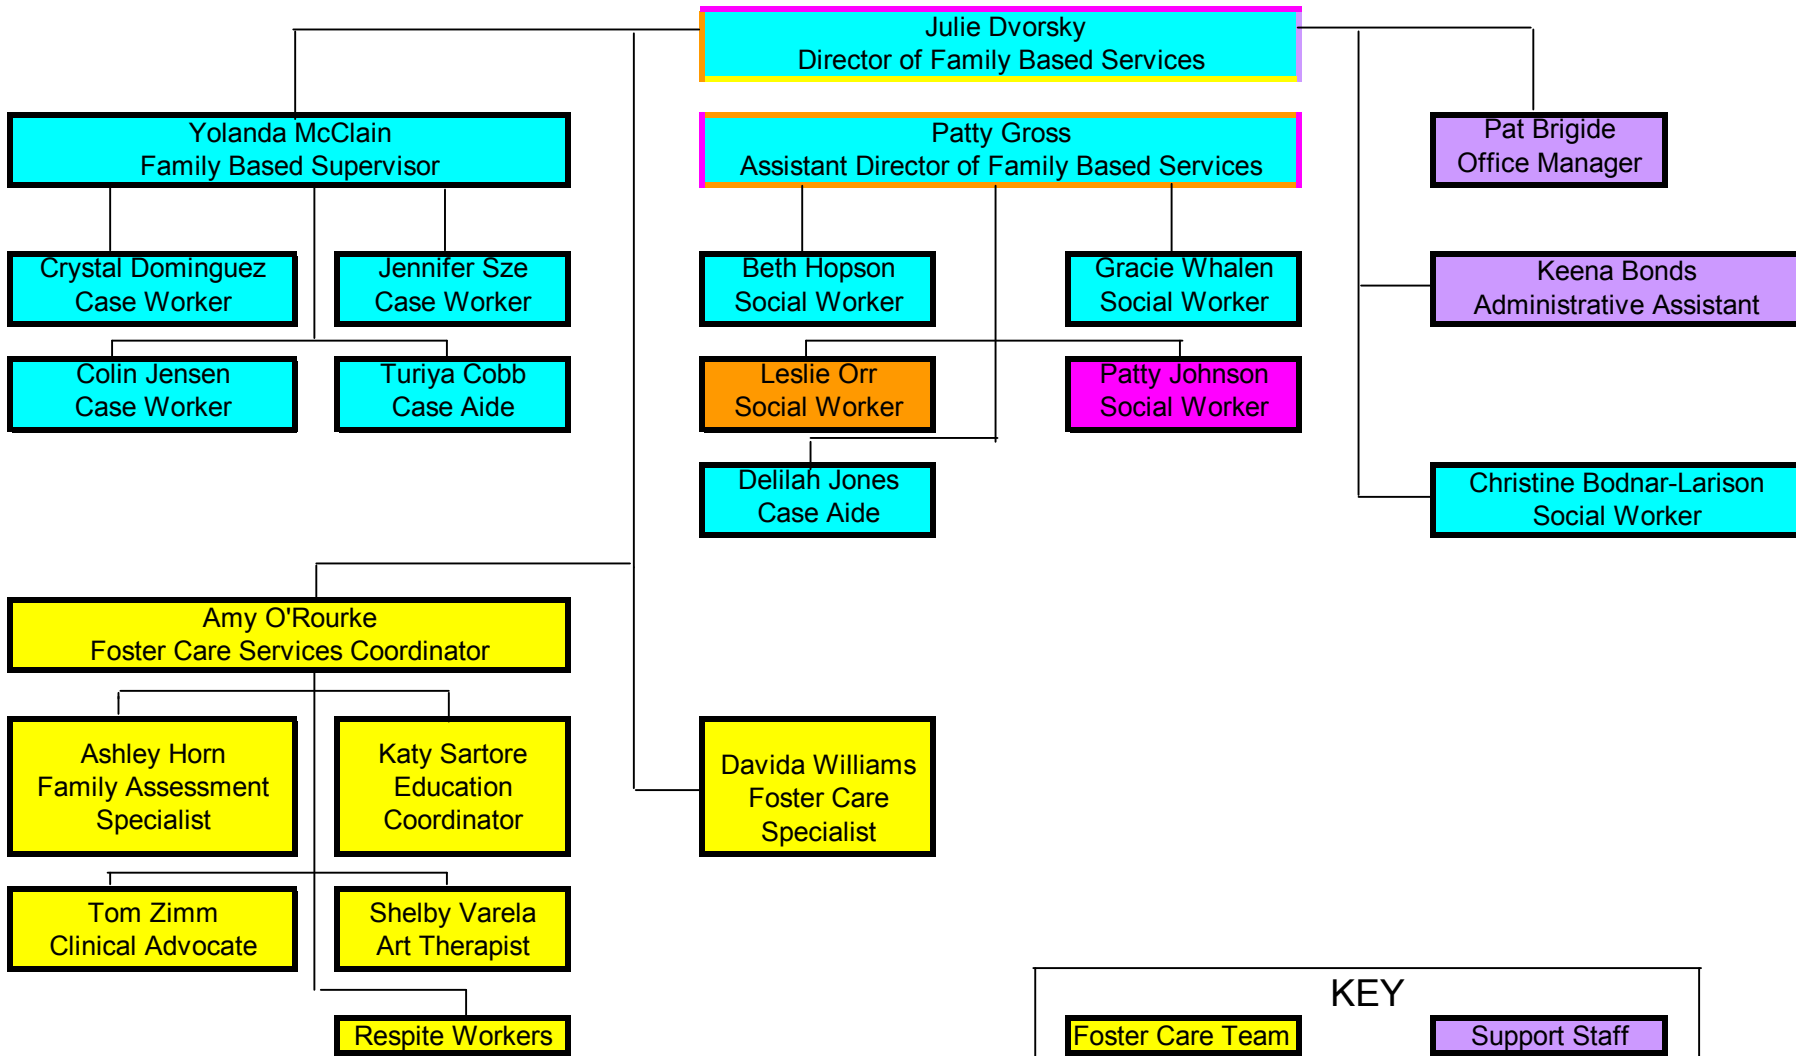 Julie Dvorsky
Director of Family Based Services
Yolanda McClain
Family Based Supervisor
Patty Gross
Assistant Director of Family Based Services
Pat Brigide
Office Manager
Crystal Dominguez
Case Worker
Jennifer Sze
Case Worker
Beth Hopson
Social Worker
Gracie Whalen
Social Worker
Keena Bonds
Administrative Assistant
Colin Jensen
Case Worker
Turiya Cobb
Case Aide
Leslie Orr
Social Worker
Patty Johnson
Social Worker
Delilah Jones
Case Aide
Christine Bodnar-Larison
Social Worker
Amy O'Rourke
Foster Care Services Coordinator
Ashley Horn
Family Assessment
Specialist
Katy Sartore
Education
Coordinator
Davida Williams
Foster Care
Specialist
Tom Zimm
Clinical Advocate
Shelby Varela
Art Therapist
Respite Workers
KEY
Foster Care Team
Support Staff